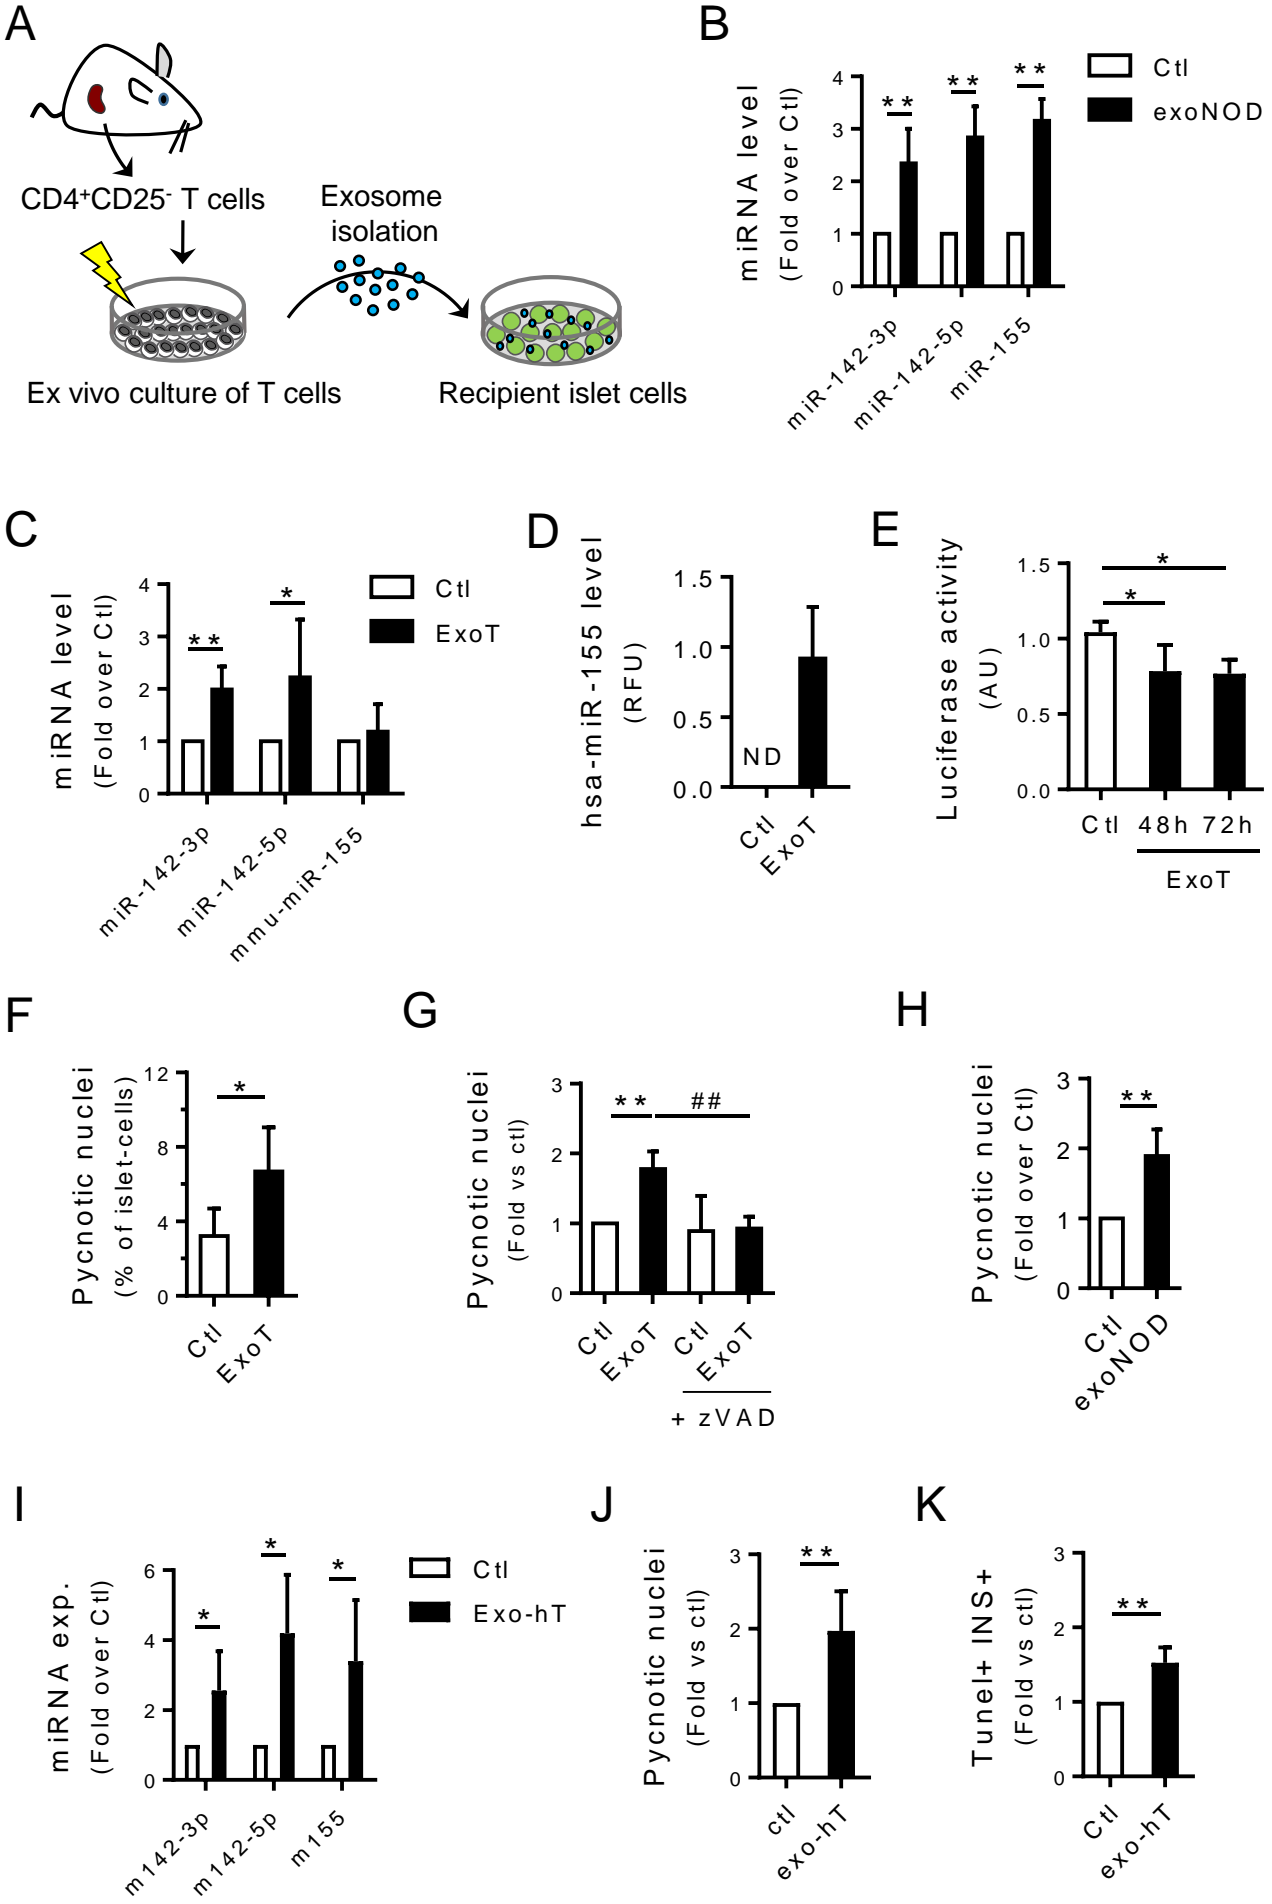 A
CD4+CD25- T cells
Exosome
isolation
Ex vivo culture of T cells
Recipient islet cells
B
miRNA level
(Fold over Ctl)
4
3
2
1
0
** ** **
miR-142-3p
miR-142-5p
miR-155
Ctl
exoNOD
C
miRNA level
(Fold over Ctl)
4
3
2
1
0
** *
miR-142-3p
miR-142-5p
mmu-miR-155
Ctl
ExoT
D
hsa-miR-155 level
(RFU)
1.5
1.0
0.5
0.0
ND
Ctl
ExoT
E
Luciferase activity
(AU)
1.5
1.0
0.5
0.0
*
*
Ctl 48h 72h
ExoT
F
Pycnotic nuclei
(% of islet-cells)
12
8
4
0
*
Ctl
ExoT
G
Pycnotic nuclei
(Fold vs ctl)
3
2
1
0
** ##
Ctl
ExoT
Ctl
ExoT
+ zVAD
H
Pycnotic nuclei
(Fold over Ctl)
3
2
1
0
**
Ctl
exoNOD
I
miRNA exp.
(Fold over Ctl)
6
4
2
0
* * *
m142-3p
m142-5p
m155
Ctl
Exo-hT
J
Pycnotic nuclei
(Fold vs ctl)
3
2
1
0
**
ctl
exo-hT
K
Tunel+ INS+
(Fold vs ctl)
3
2
1
0
**
Ctl
exo-hT